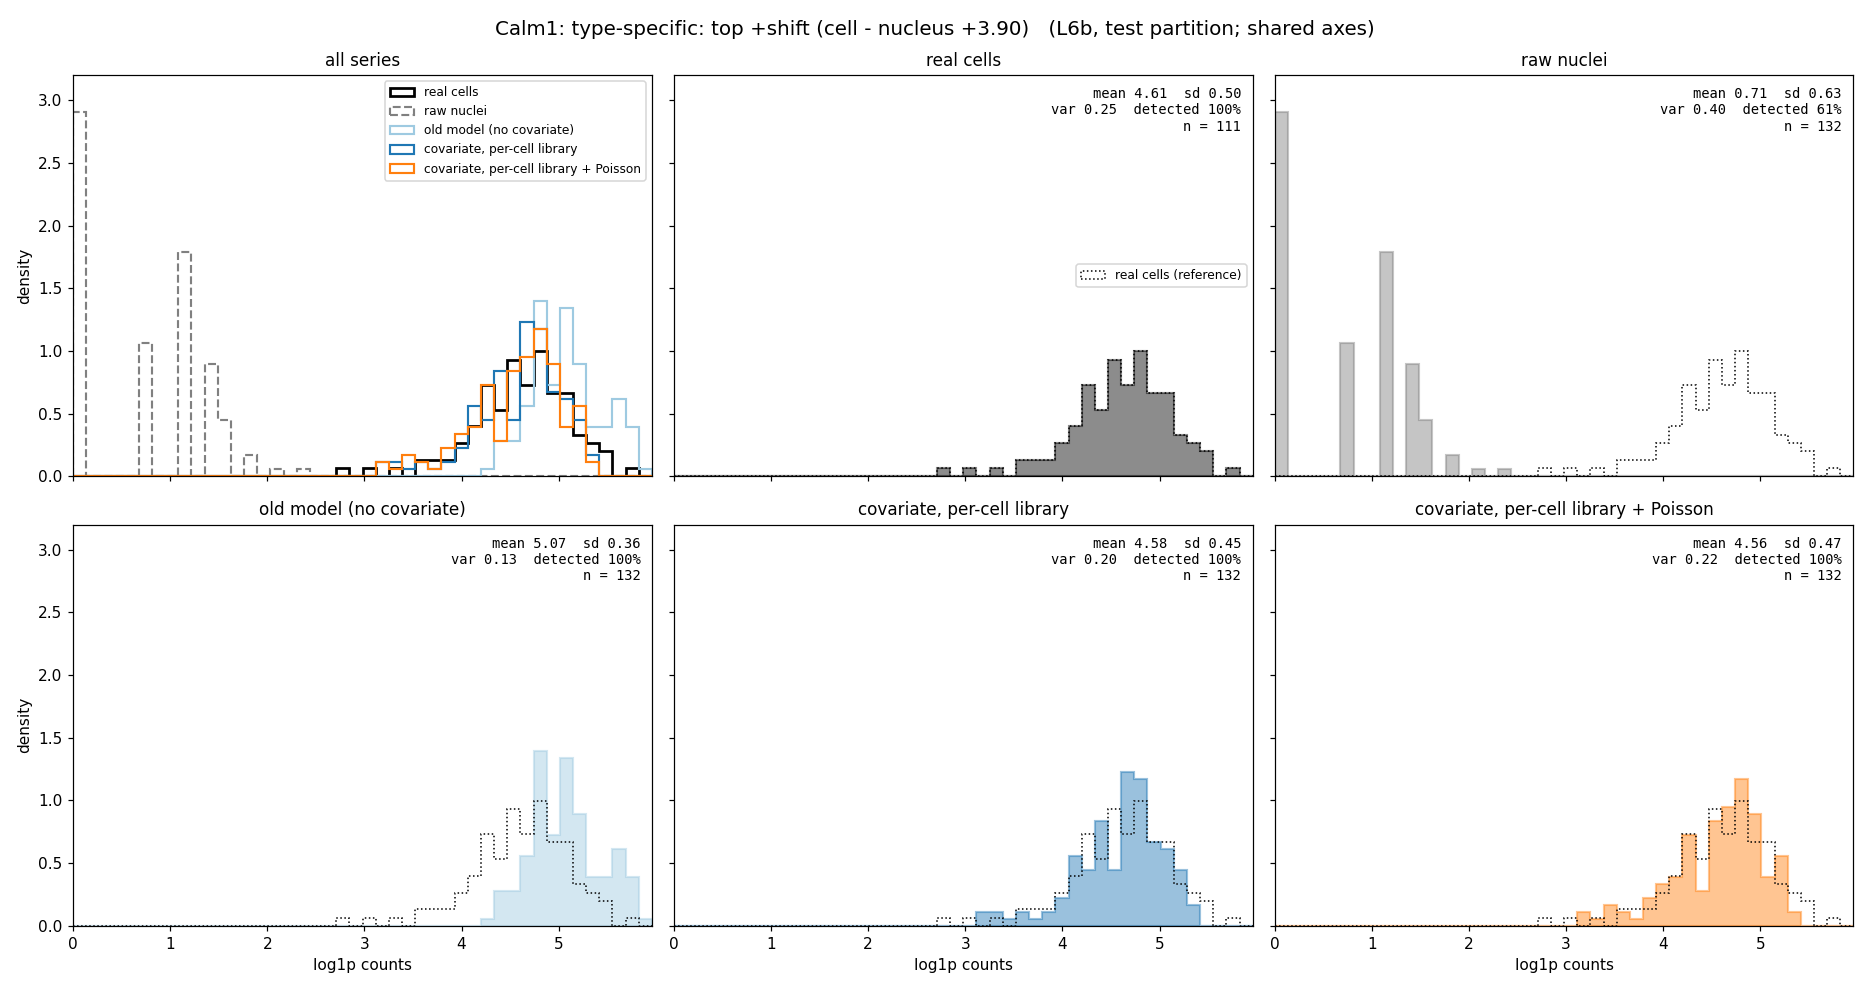 Calm1: type-specific: top +shift (cell - nucleus +3.90)   (L6b, test partition; shared axes)
all series
3.0
2.5
2.0
1.5
1.0
0.5
0.0
density
real cells
raw nuclei
old model (no covariate)
covariate, per-cell library
covariate, per-cell library + Poisson
real cells
mean 4.61  sd 0.50
var 0.25  detected 100%
n = 111
real cells (reference)
raw nuclei
mean 0.71  sd 0.63
var 0.40  detected 61%
n = 132
old model (no covariate)
3.0
2.5
2.0
1.5
1.0
0.5
0.0
density
mean 5.07  sd 0.36
var 0.13  detected 100%
n = 132
0 1 2 3 4 5
log1p counts
covariate, per-cell library
mean 4.58  sd 0.45
var 0.20  detected 100%
n = 132
0 1 2 3 4 5
log1p counts
covariate, per-cell library + Poisson
mean 4.56  sd 0.47
var 0.22  detected 100%
n = 132
0 1 2 3 4 5
log1p counts